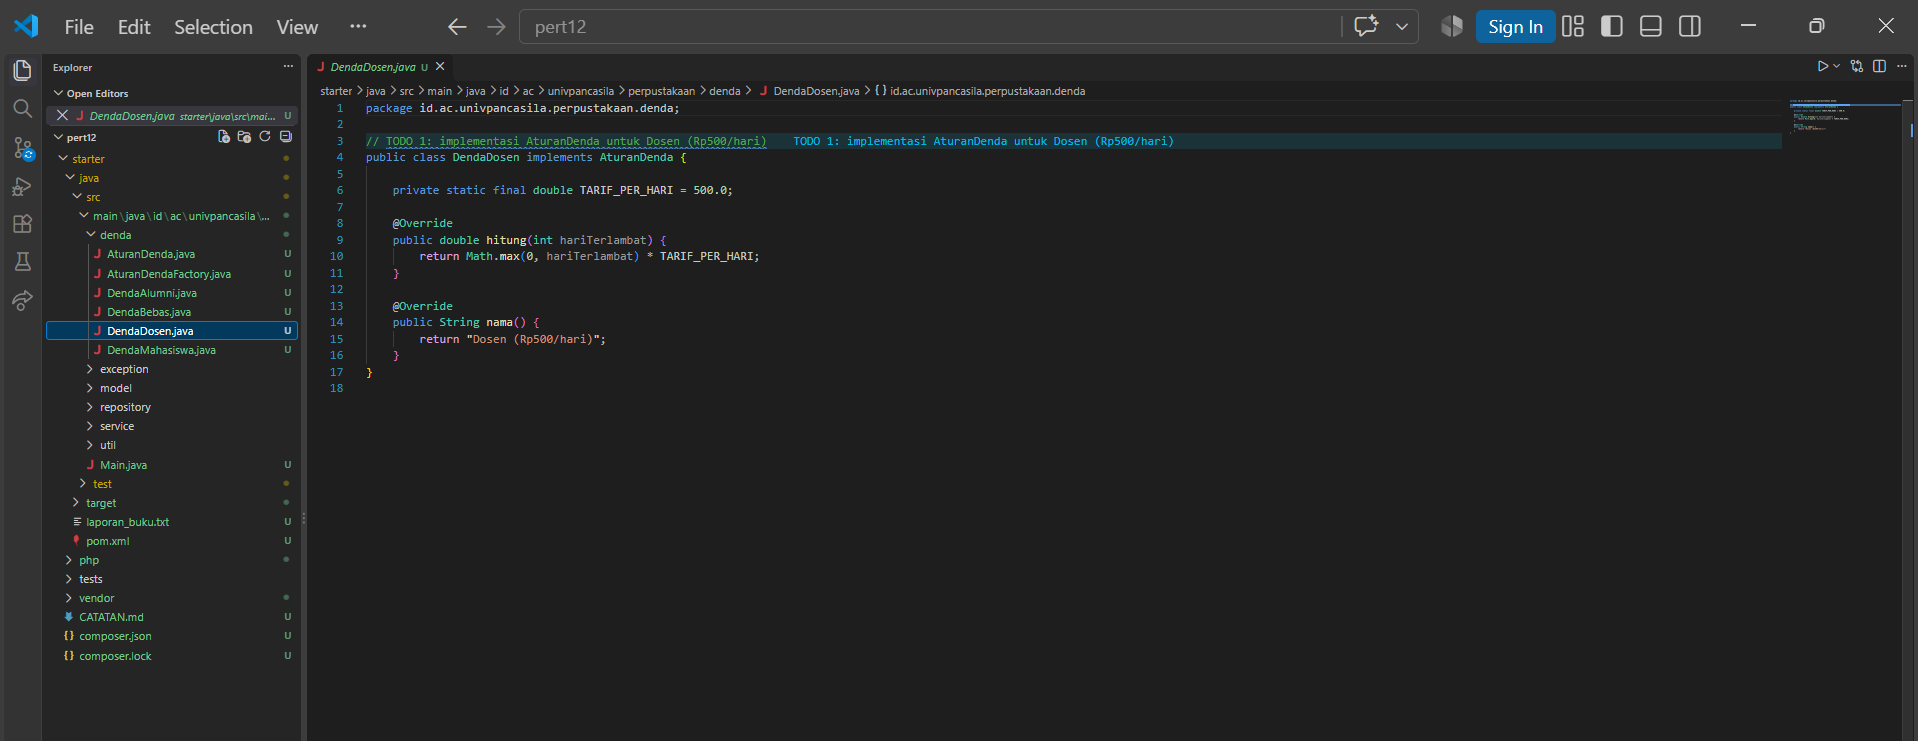 File Edit Selection View ··· pert12 Sign In
Explorer ···
Open Editors
DendaDosen.java starter\java\src\mai... U
pert12
starter
java
src
main\java\id\ac\univpancasila\...
denda
AturanDenda.java U
AturanDendaFactory.java U
DendaAlumni.java U
DendaBebas.java U
DendaDosen.java U
DendaMahasiswa.java U
exception
model
repository
service
util
Main.java U
test
target
laporan_buku.txt U
pom.xml U
php
tests
vendor
CATATAN.md U
composer.json U
composer.lock U
DendaDosen.java U
starter > java > src > main > java > id > ac > univpancasila > perpustakaan > denda > DendaDosen.java > {} id.ac.univpancasila.perpustakaan.denda
1 package id.ac.univpancasila.perpustakaan.denda;
2
3 // TODO 1: implementasi AturanDenda untuk Dosen (Rp500/hari) TODO 1: implementasi AturanDenda untuk Dosen (Rp500/hari)
4 public class DendaDosen implements AturanDenda {
5
6 private static final double TARIF_PER_HARI = 500.0;
7
8 @Override
9 public double hitung(int hariTerlambat) {
10 return Math.max(0, hariTerlambat) * TARIF_PER_HARI;
11 }
12
13 @Override
14 public String nama() {
15 return "Dosen (Rp500/hari)";
16 }
17 }
18